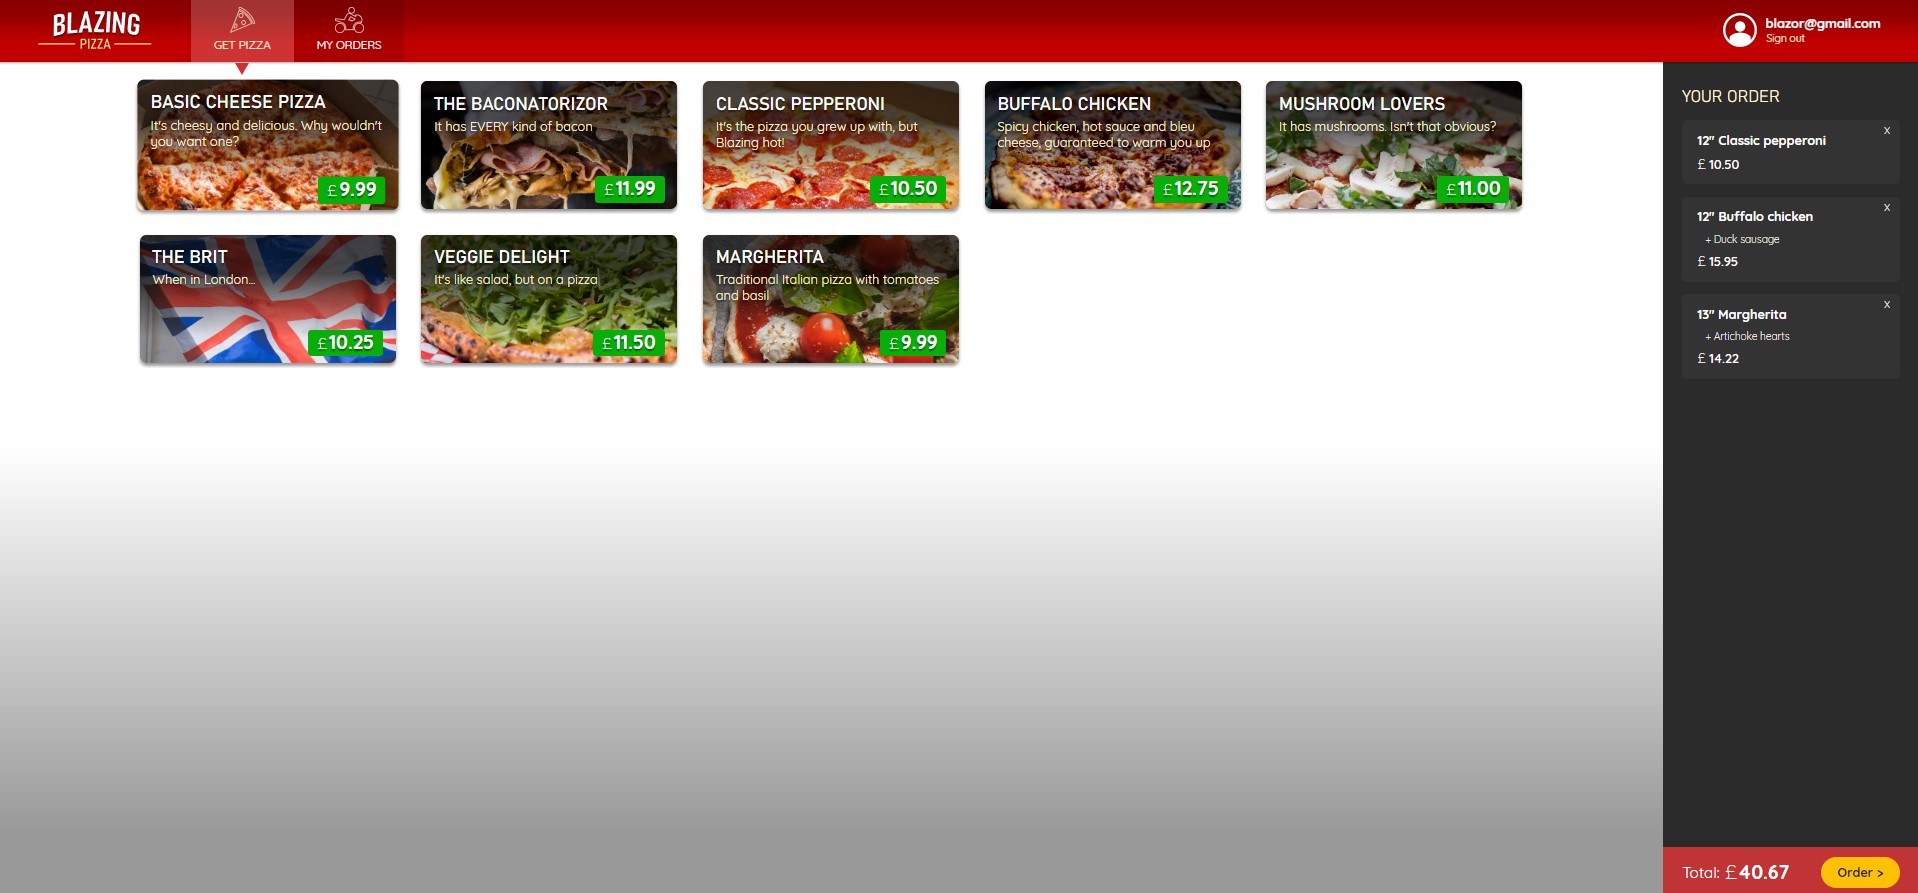 BLAZING
PIZZA
GET PIZZA
MY ORDERS
blazor@gmail.com
Sign out
BASIC CHEESE PIZZA
It's cheesy and delicious. Why wouldn't
you want one?
£9.99
THE BACONATORIZOR
It has EVERY kind of bacon
£11.99
CLASSIC PEPPERONI
It's the pizza you grew up with, but
Blazing hot!
£10.50
BUFFALO CHICKEN
Spicy chicken, hot sauce and bleu
cheese, guaranteed to warm you up
£12.75
MUSHROOM LOVERS
It has mushrooms. Isn't that obvious?
£11.00
THE BRIT
When in London...
£10.25
VEGGIE DELIGHT
It's like salad, but on a pizza
£11.50
MARGHERITA
Traditional Italian pizza with tomatoes
and basil
£9.99
YOUR ORDER
x
12" Classic pepperoni
£ 10.50
x
12" Buffalo chicken
+ Duck sausage
£ 15.95
x
13" Margherita
+ Artichoke hearts
£ 14.22
Total: £40.67
Order >